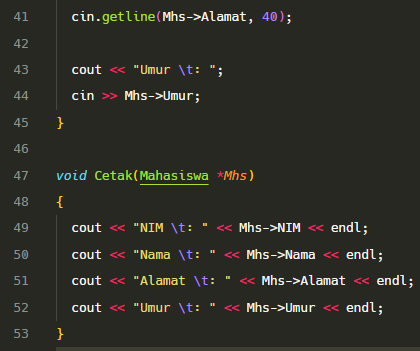 41 cin.getline(Mhs->Alamat, 40);
42
43 cout << "Umur \t: ";
44 cin >> Mhs->Umur;
45 }
46
47 void Cetak(Mahasiswa *Mhs)
48 {
49 cout << "NIM \t: " << Mhs->NIM << endl;
50 cout << "Nama \t: " << Mhs->Nama << endl;
51 cout << "Alamat \t: " << Mhs->Alamat << endl;
52 cout << "Umur \t: " << Mhs->Umur << endl;
53 }